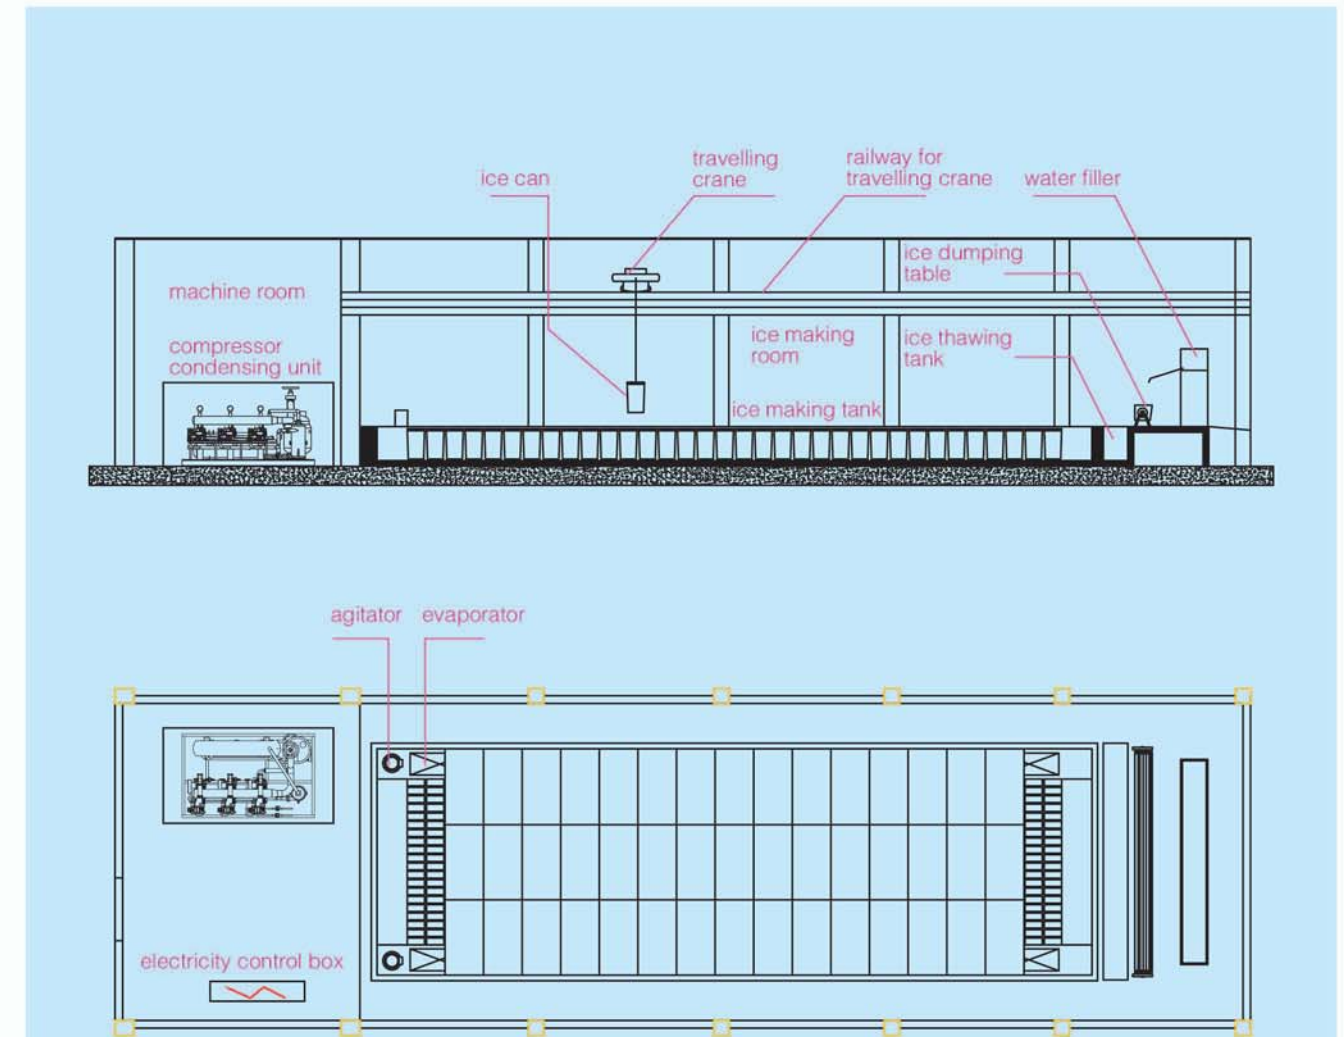 travelling
crane
railway for
travelling crane
ice can
water filler
ice dumping
table
machine room
ice making
room
ice thawing
tank
compressor
condensing unit
ice making tank
agitator
evaporator
electricity control box